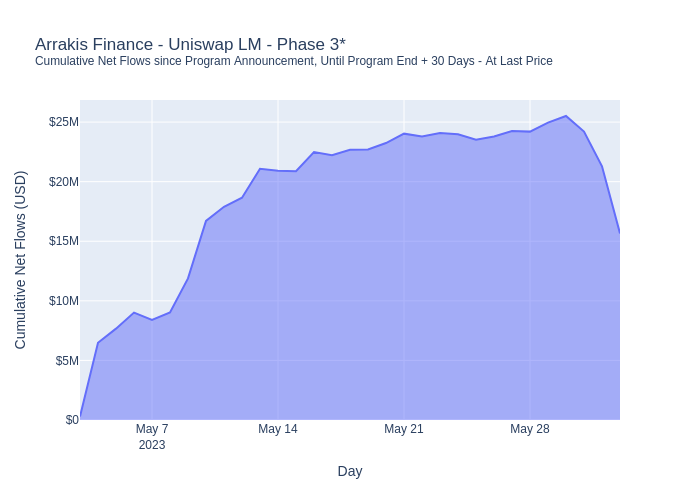 Arrakis Finance - Uniswap LM - Phase 3*
Cumulative Net Flows since Program Announcement, Until Program End + 30 Days - At Last Price
Cumulative Net Flows (USD)
$25M
$20M
$15M
$10M
$5M
$0
May 7
2023
May 14
May 21
May 28
Day